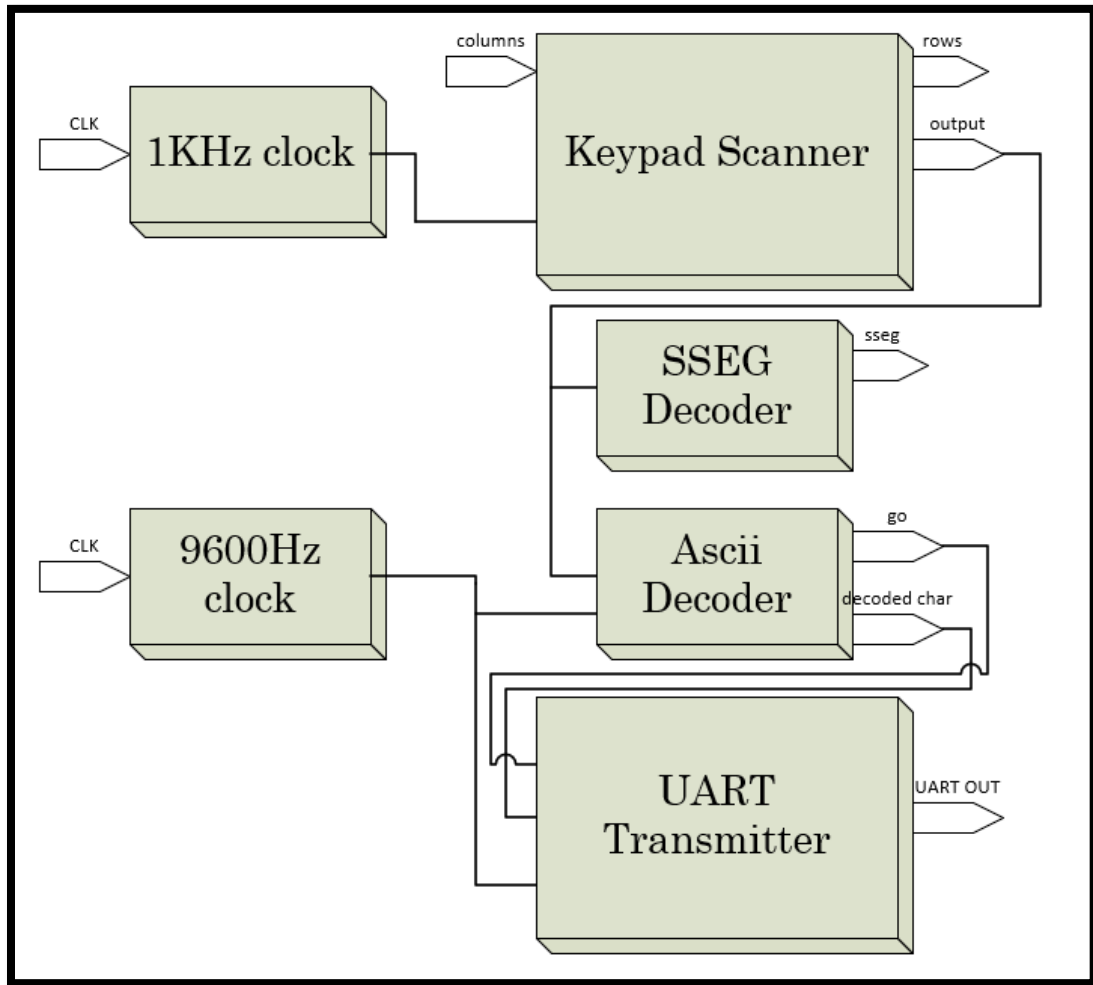 columns
rows
CLK
1KHz clock
Keypad Scanner
output
SSEG
Decoder
sseg
CLK
9600Hz
clock
Ascii
Decoder
go
decoded char
UART
Transmitter
UART OUT